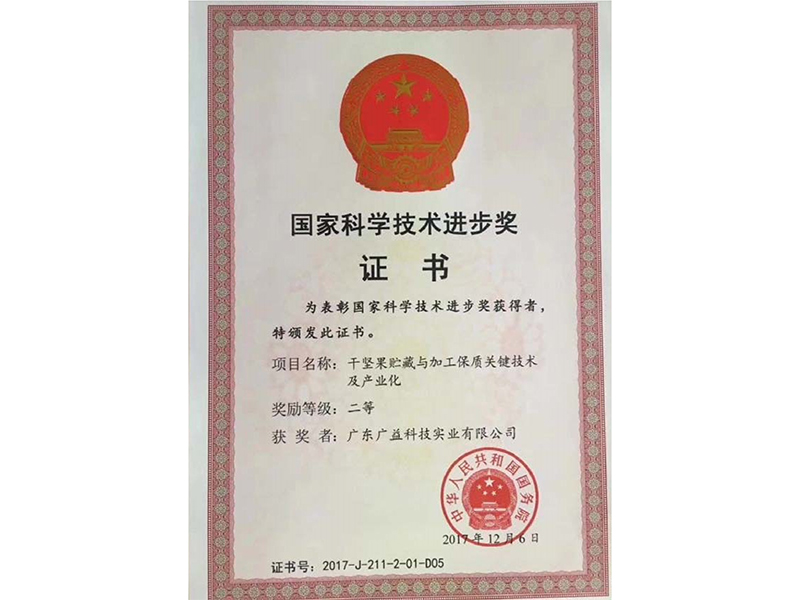 国家科学技术进步奖
证 书
为表彰国家科学技术进步奖获得者,
特颁发此证书。
项目名称: 干坚果贮藏与加工保质关键技术
及产业化
奖励等级: 二等
获 奖 者: 广东广益科技实业有限公司
中华人民共和国国务院
2017年12月6日
证书号: 2017-J-211-2-01-D05